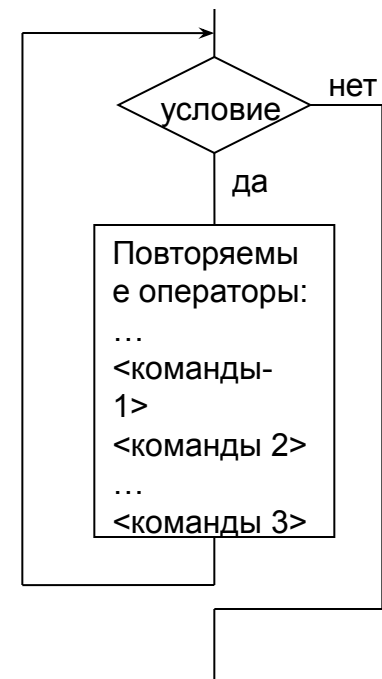 нет
условие
да
Повторяемы
е операторы:
…
<команды-
1>
<команды 2>
…
<команды 3>